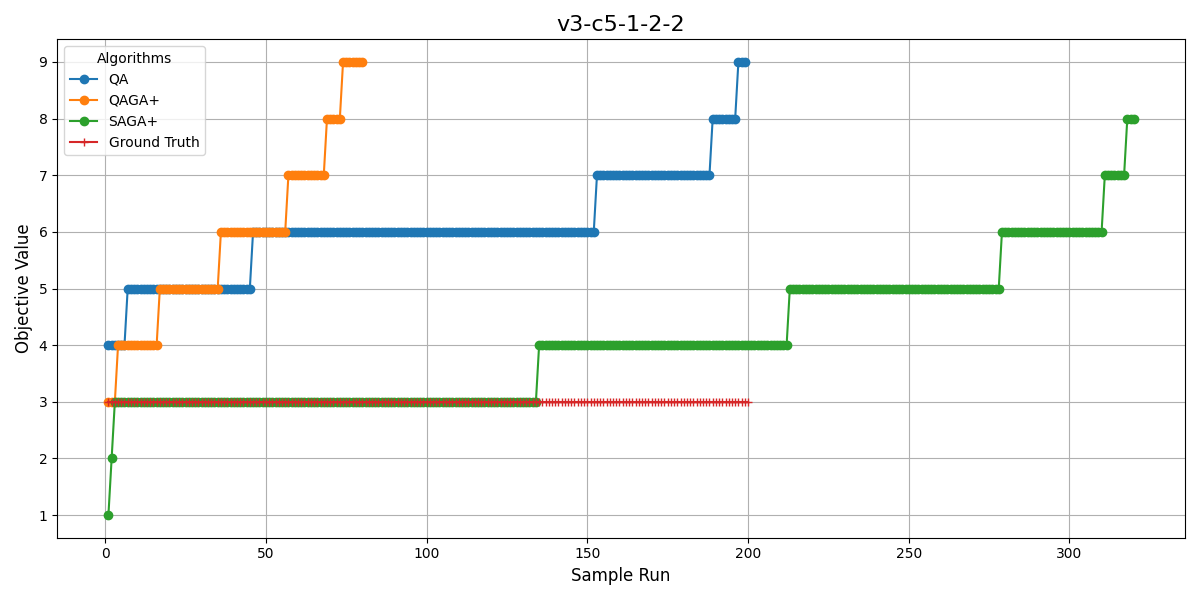 v3-c5-1-2-2
Algorithms
QA
QAGA+
SAGA+
Ground Truth
Objective Value
9
8
7
6
5
4
3
2
1
0 50 100 150 200 250 300
Sample Run